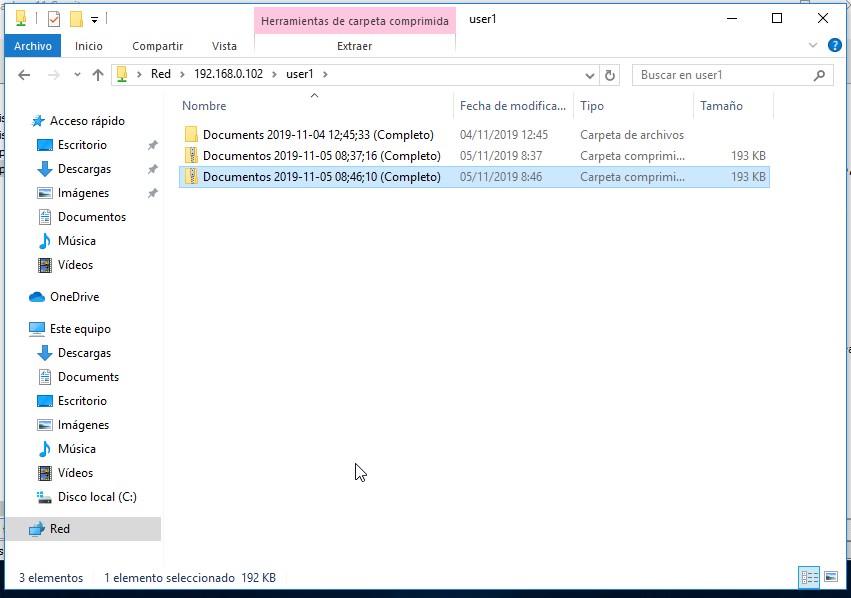 Herramientas de carpeta comprimida user1
Archivo Inicio Compartir Vista Extraer
Red 192.168.0.102 user1 Buscar en user1
Nombre Fecha de modifica... Tipo Tamaño
Documents 2019-11-04 12;45;33 (Completo) 04/11/2019 12:45 Carpeta de archivos
Documentos 2019-11-05 08;37;16 (Completo) 05/11/2019 8:37 Carpeta comprimi... 193 KB
Documentos 2019-11-05 08;46;10 (Completo) 05/11/2019 8:46 Carpeta comprimi... 193 KB
Acceso rápido
Escritorio
Descargas
Imágenes
Documentos
Música
Vídeos
OneDrive
Este equipo
Descargas
Documents
Escritorio
Imágenes
Música
Vídeos
Disco local (C:)
Red
3 elementos 1 elemento seleccionado 192 KB